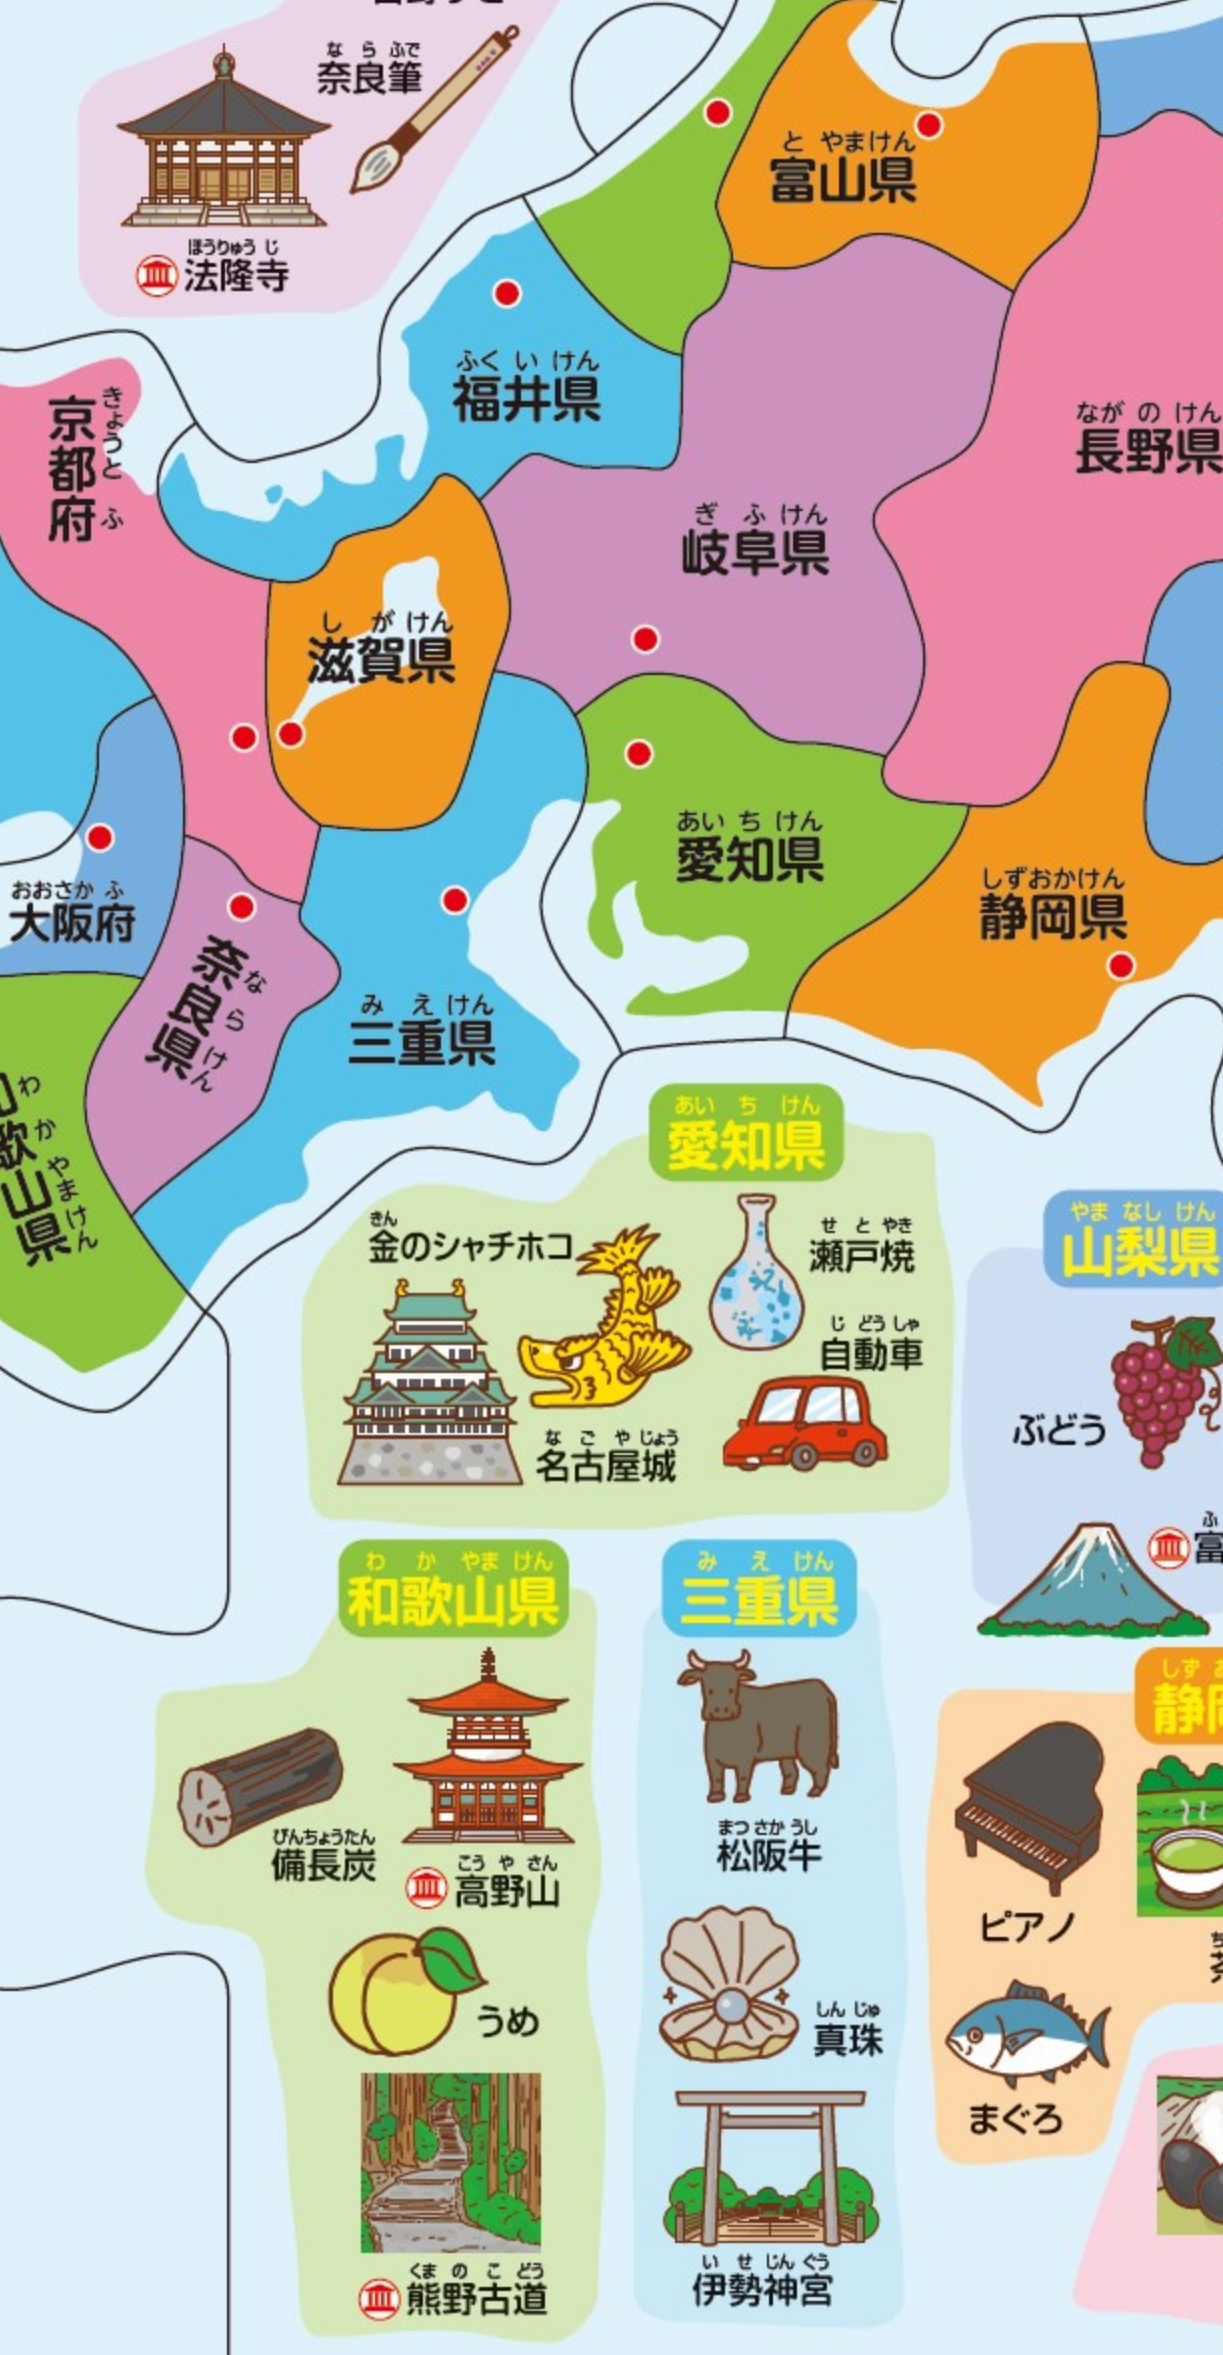 な ら ふで
奈良筆
ほうりゅう じ
法隆寺
と やまけん
富山県
ふく い けん
福井県
なが の けん
長野県
きょうと ふ
京都府
ぎ ふ けん
岐阜県
し が けん
滋賀県
あい ち けん
愛知県
しずおかけん
静岡県
おおさか ふ
大阪府
な ら けん
奈良県
み え けん
三重県
わ か やまけん
歌山県
あい ち けん
愛知県
きん
金のシャチホコ
せ と やき
瀬戸焼
じ どう しゃ
自動車
な ご や じょう
名古屋城
やま なし けん
山梨県
ぶどう
ふ
富
わ か やま けん
和歌山県
み え けん
三重県
しず
静
びんちょうたん
備長炭
こう や さん
高野山
まつ さか うし
松阪牛
ピアノ
うめ
しん じゅ
真珠
まぐろ
くま の こ どう
熊野古道
い せ じん ぐう
伊勢神宮